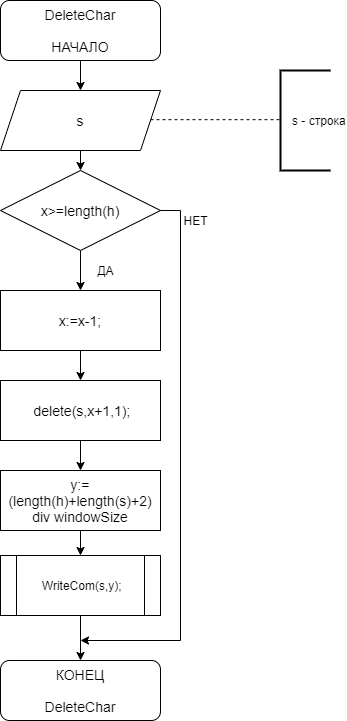 DeleteChar
НАЧАЛО
s
s - строка
x>=length(h)
НЕТ
ДА
x:=x-1;
delete(s,x+1,1);
y:=
(length(h)+length(s)+2)
div windowSize
WriteCom(s,y);
КОНЕЦ
DeleteChar